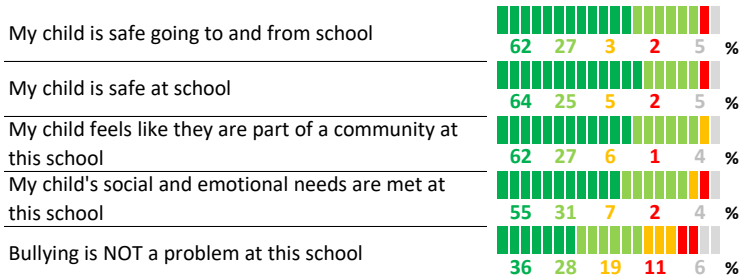 My child is safe going to and from school
62 27 3 2 5 %
My child is safe at school
64 25 5 2 5 %
My child feels like they are part of a community at
this school
62 27 6 1 4 %
My child's social and emotional needs are met at
this school
55 31 7 2 4 %
Bullying is NOT a problem at this school
36 28 19 11 6 %